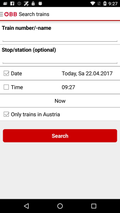 9:27
ÖBB Search trains
Train number/-name
Stop/station (optional)
Date Today, Sa 22.04.2017
Time 09:27
Now
Only trains in Austria
Search